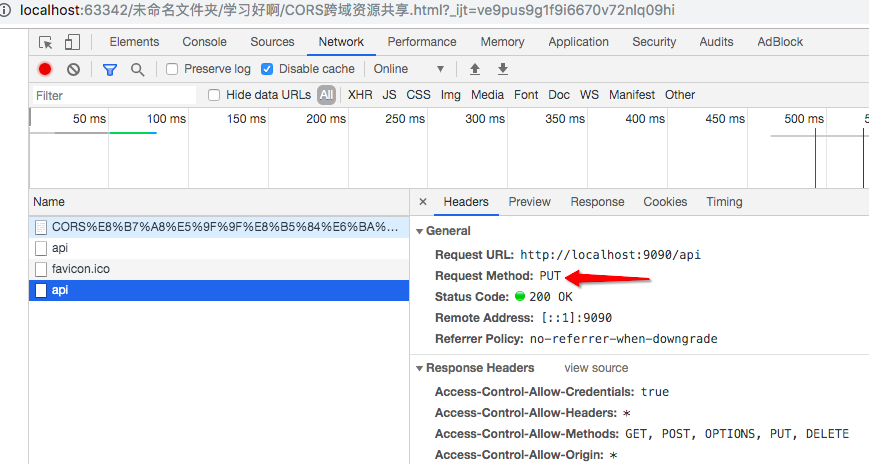 localhost:63342/未命名文件夹/学习好啊/CORS跨域资源共享.html?_ijt=ve9pus9g1f9i6670v72nlq09hi
Elements Console Sources Network Performance Memory Application Security Audits AdBlock
Preserve log Disable cache Online
Filter Hide data URLs All XHR JS CSS Img Media Font Doc WS Manifest Other
50 ms 100 ms 150 ms 200 ms 250 ms 300 ms 350 ms 400 ms 450 ms 500 ms
Name
CORS%E8%B7%A8%E5%9F%9F%E8%B5%84%E6%BA%...
api
favicon.ico
api
× Headers Preview Response Cookies Timing
General
Request URL: http://localhost:9090/api
Request Method: PUT
Status Code: 200 OK
Remote Address: [::1]:9090
Referrer Policy: no-referrer-when-downgrade
Response Headers view source
Access-Control-Allow-Credentials: true
Access-Control-Allow-Headers: *
Access-Control-Allow-Methods: GET, POST, OPTIONS, PUT, DELETE
Access-Control-Allow-Origin: *